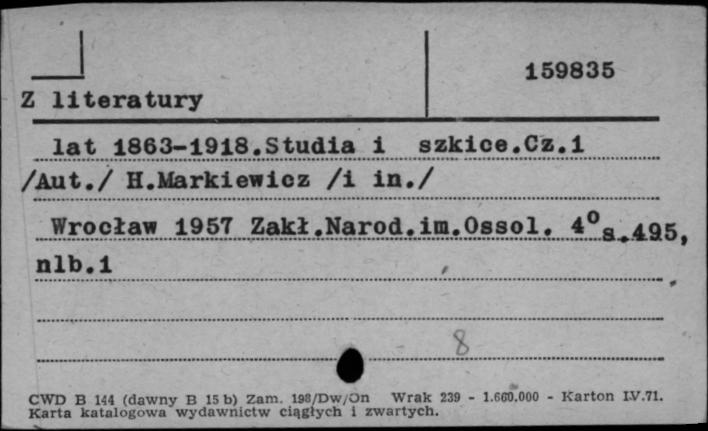 159835
Z literatury
lat 1863-1918.Studia i szkice.Cz.1
/Aut./ H.Markiewicz /i in./
Wrocław 1957 Zakł.Narod.im.Ossol. 4° s.495,
nlb.1
8
CWD B 144 (dawny B 15 b) Zam. 198/Dw/On Wrak 239 - 1.660.000 - Karton IV.71.
Karta katalogowa wydawnictw ciągłych i zwartych.